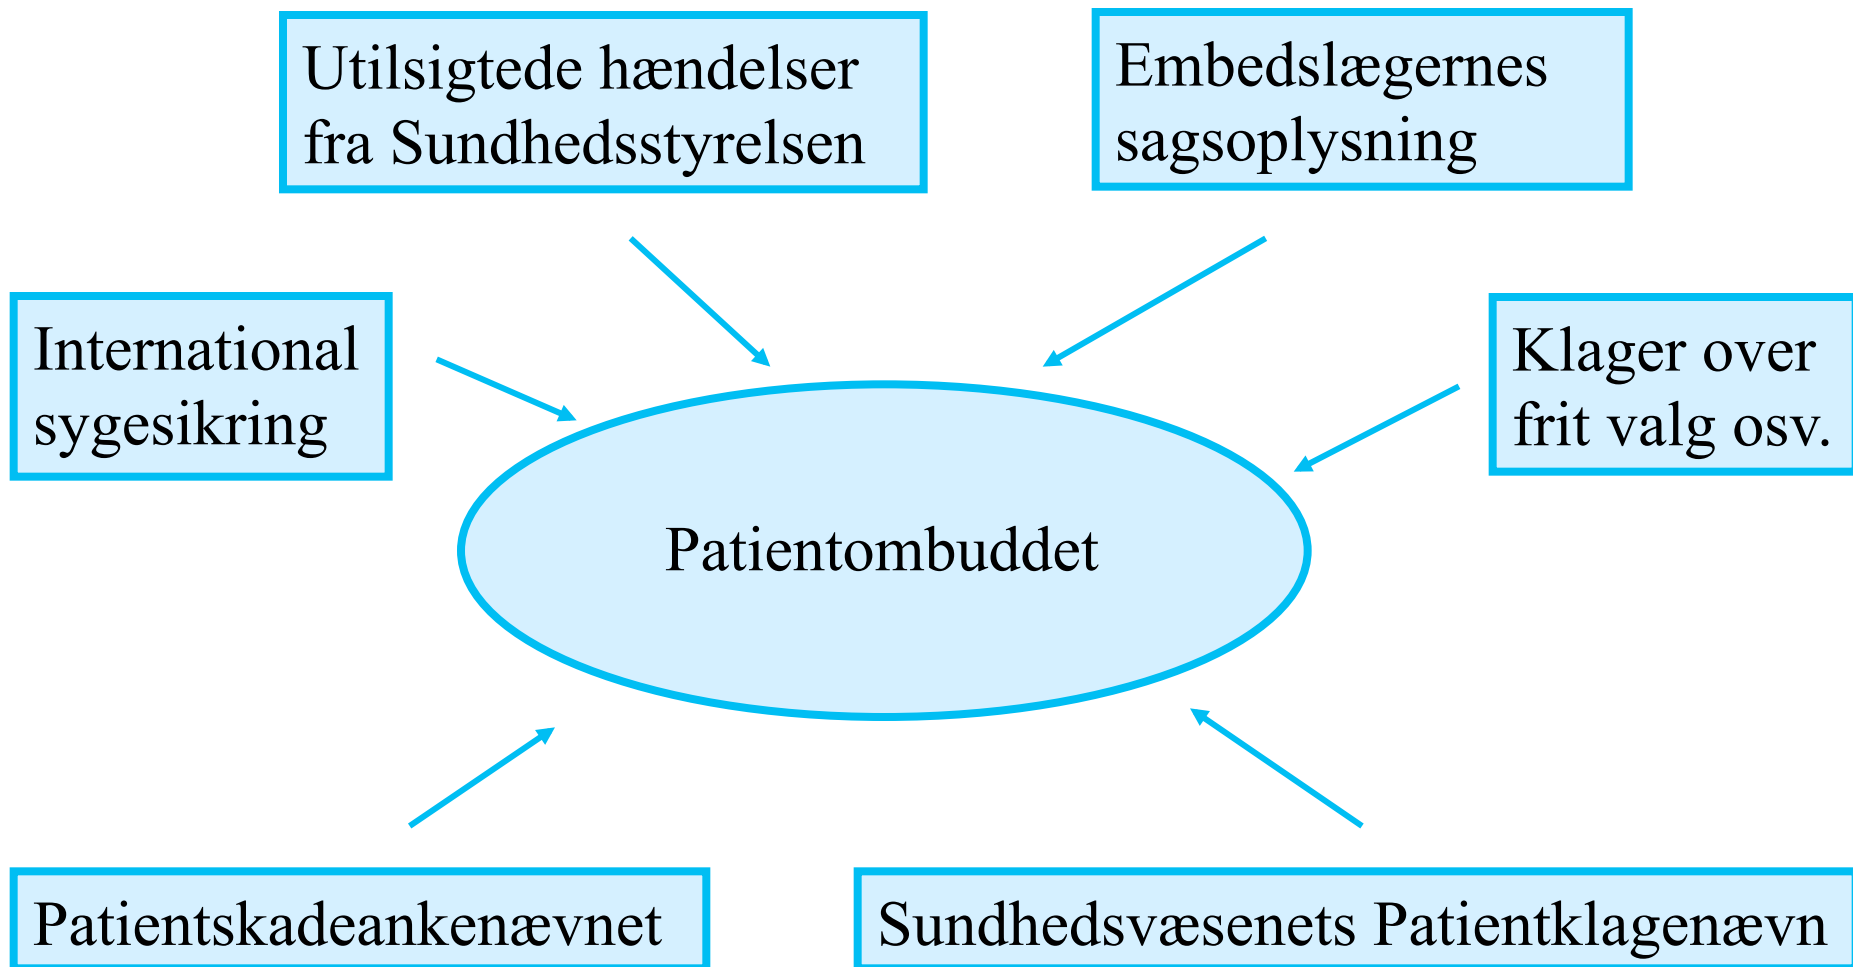 Utilsigtede hændelser
fra Sundhedsstyrelsen
Embedslægernes
sagsoplysning
International
sygesikring
Klager over
frit valg osv.
Patientombuddet
Patientskadeankenævnet
Sundhedsvæsenets Patientklagenævn